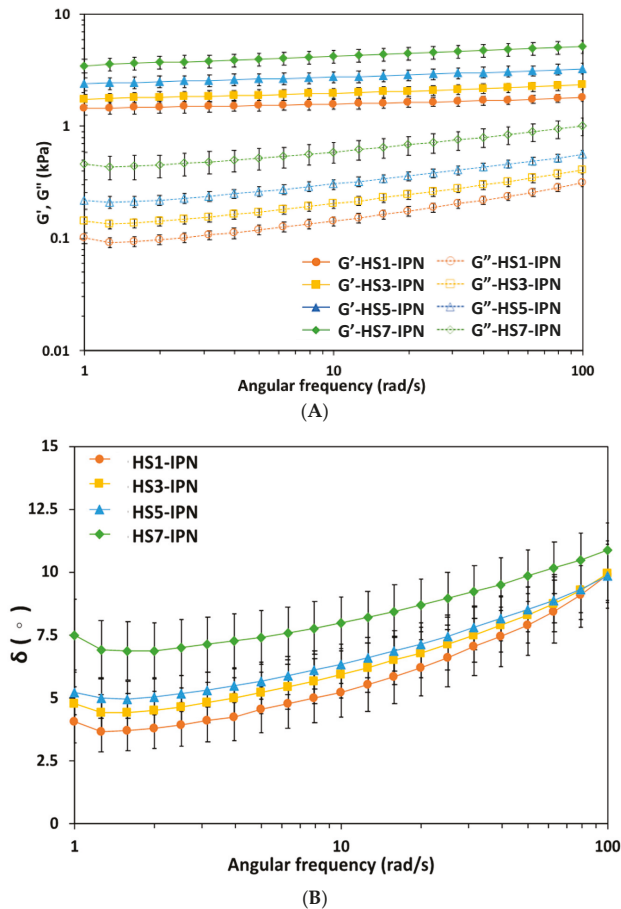 10
1
0.1
0.01
G', G'' (kPa)
G'-HS1-IPN G''-HS1-IPN
G'-HS3-IPN G''-HS3-IPN
G'-HS5-IPN G''-HS5-IPN
G'-HS7-IPN G''-HS7-IPN
1 10 100
Angular frequency (rad/s)
(A)
15
12.5
10
7.5
5
2.5
0
δ ( ° )
HS1-IPN
HS3-IPN
HS5-IPN
HS7-IPN
1 10 100
Angular frequency (rad/s)
(B)